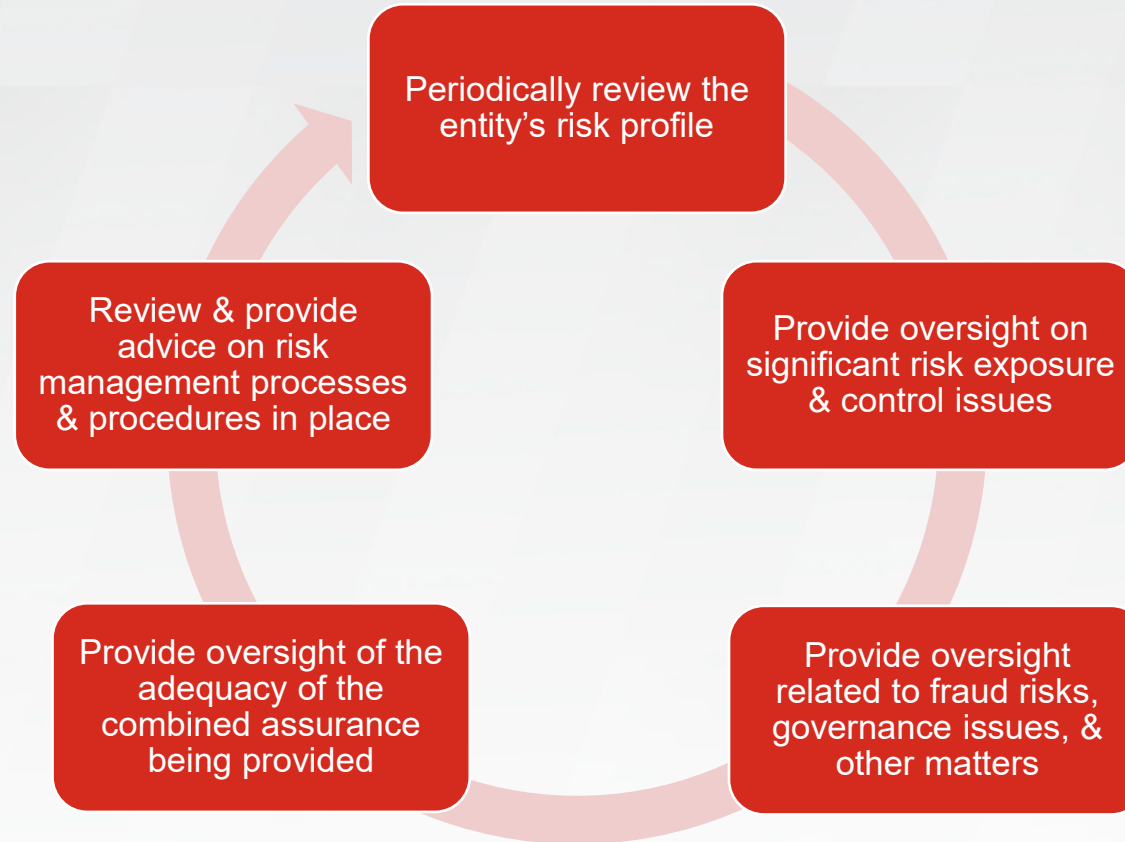 Periodically review the
entity’s risk profile
Provide oversight on
significant risk exposure
& control issues
Provide oversight
related to fraud risks,
governance issues, &
other matters
Provide oversight of the
adequacy of the
combined assurance
being provided
Review & provide
advice on risk
management processes
& procedures in place